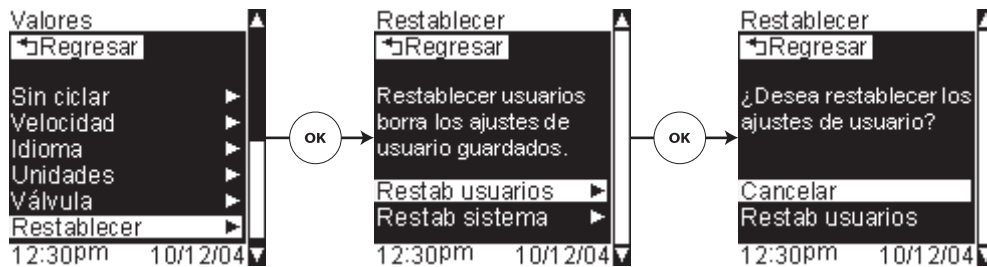 Valores
Regresar
Sin ciclar
Velocidad
Idioma
Unidades
Válvula
Restablecer
12:30pm 10/12/04
OK
Restablecer
Regresar
Restablecer usuarios
borra los ajustes de
usuario guardados.
Restab usuarios
Restab sistema
12:30pm 10/12/04
OK
Restablecer
Regresar
¿Desea restablecer los
ajustes de usuario?
Cancelar
Restab usuarios
12:30pm 10/12/04